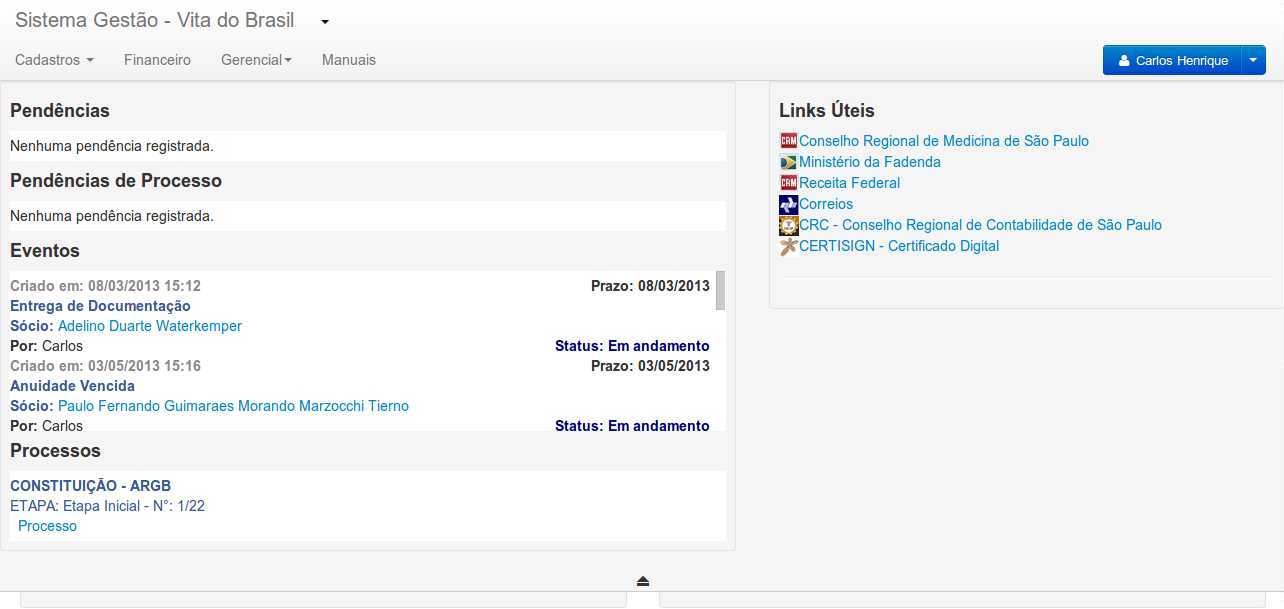 Sistema Gestão - Vita do Brasil
Cadastros Financeiro Gerencial Manuais Carlos Henrique
Pendências
Nenhuma pendência registrada.
Pendências de Processo
Nenhuma pendência registrada.
Eventos
Criado em: 08/03/2013 15:12 Prazo: 08/03/2013
Entrega de Documentação
Sócio: Adelino Duarte Waterkemper
Por: Carlos Status: Em andamento
Criado em: 03/05/2013 15:16 Prazo: 03/05/2013
Anuidade Vencida
Sócio: Paulo Fernando Guimaraes Morando Marzocchi Tierno
Por: Carlos Status: Em andamento
Processos
CONSTITUIÇÃO - ARGB
ETAPA: Etapa Inicial - N°: 1/22
Processo
Links Úteis
CRM Conselho Regional de Medicina de São Paulo
Ministério da Fadenda
CRM Receita Federal
Correios
CRC - Conselho Regional de Contabilidade de São Paulo
CERTISIGN - Certificado Digital